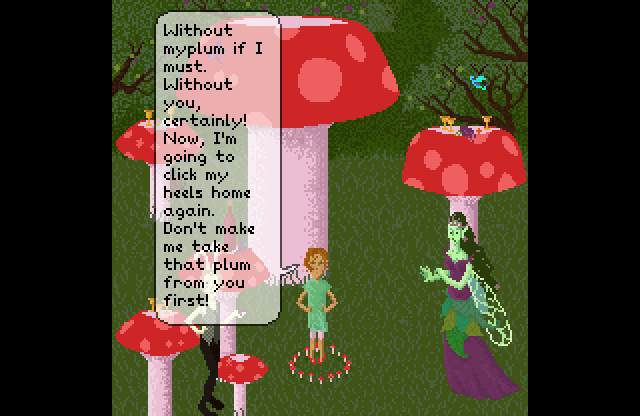 Without
myplum if I
must.
Without
you,
certainly!
Now, I'm
going to
click my
heels home
again.
Don't make
me take
that plum
from you
first!